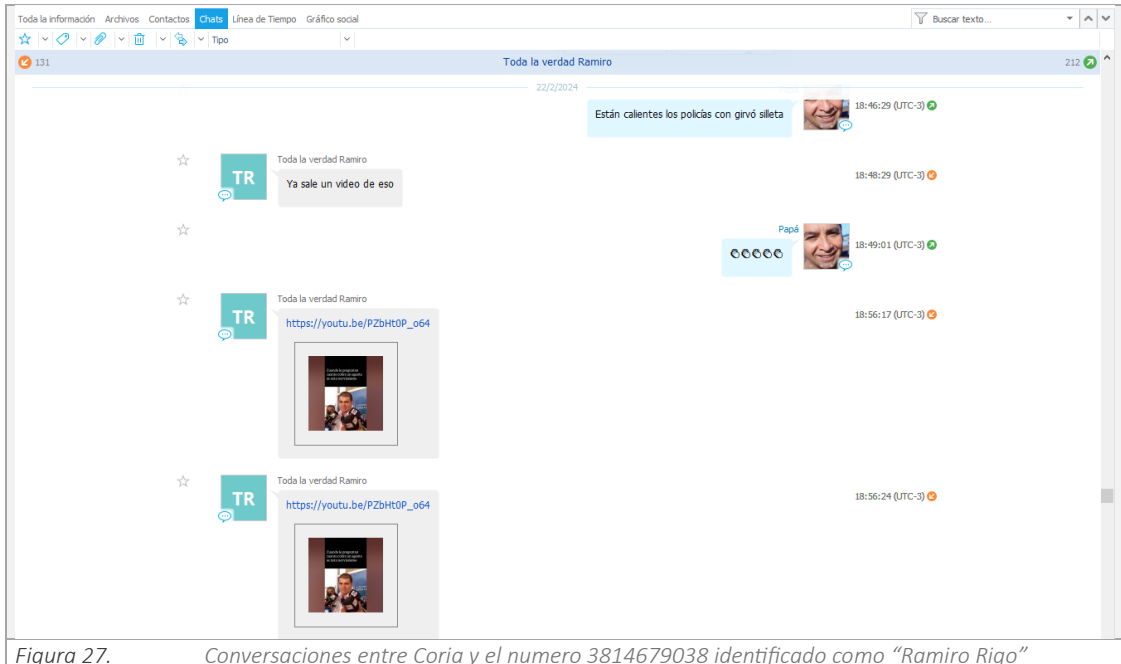 Toda la información Archivos Contactos Chats Línea de Tiempo Gráfico social Buscar texto...
Tipo
131 Toda la verdad Ramiro 212
22/2/2024
Están calientes los policías con girvó silleta 18:46:29 (UTC-3)
Toda la verdad Ramiro
TR Ya sale un video de eso 18:48:29 (UTC-3)
Papá
18:49:01 (UTC-3)
Toda la verdad Ramiro
TR https://youtu.be/PZbHt0P_o64 18:56:17 (UTC-3)
Toda la verdad Ramiro
TR https://youtu.be/PZbHt0P_o64 18:56:24 (UTC-3)
Figura 27. Conversaciones entre Coria y el numero 3814679038 identificado como “Ramiro Rigo”